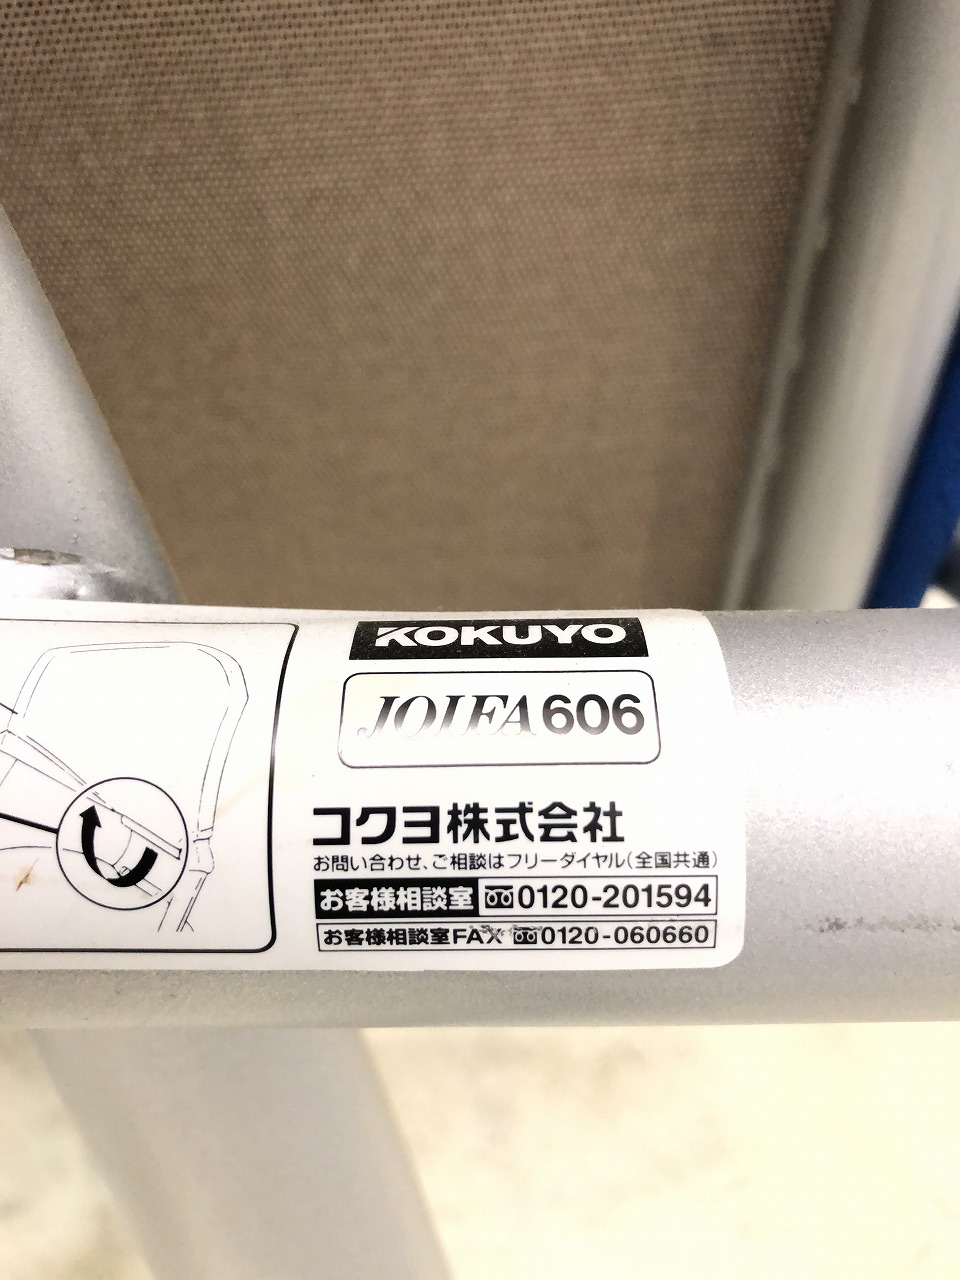 KOKUYO
JOIFA606
コクヨ株式会社
お問い合わせ、ご相談はフリーダイヤル(全国共通)
お客様相談室 0120-201594
お客様相談室FAX 0120-060660